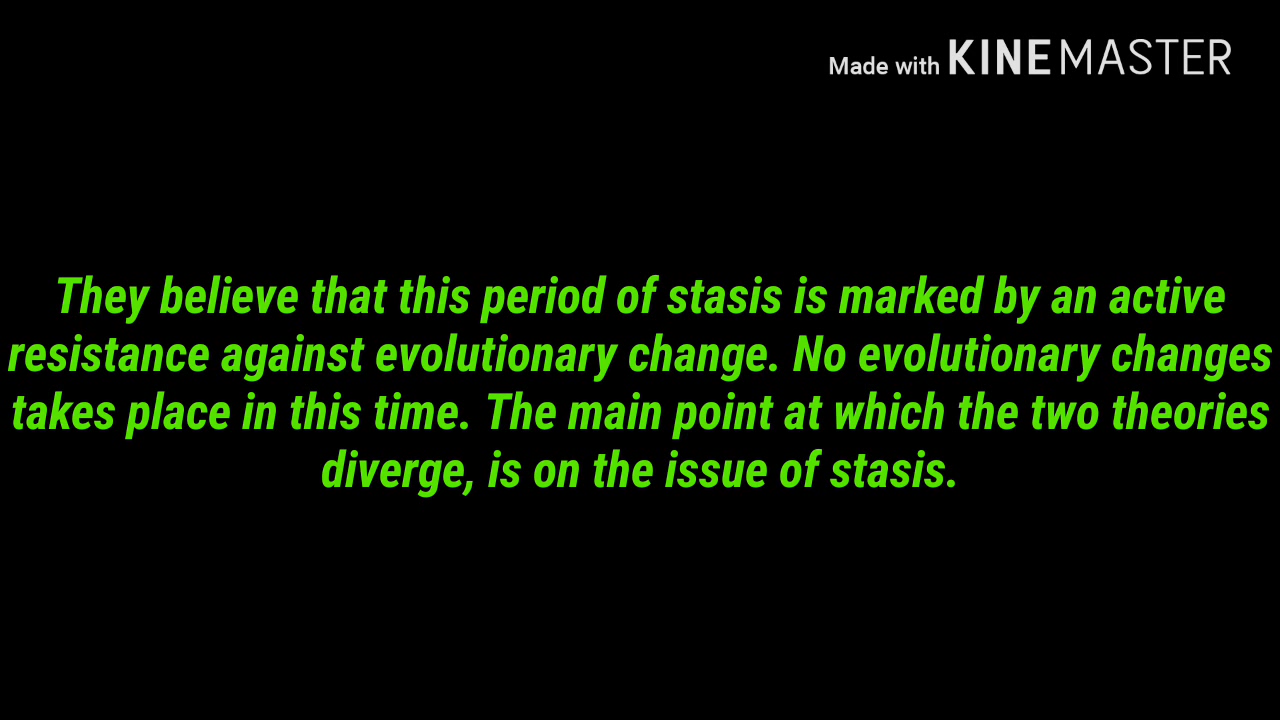 Made with KINEMASTER
They believe that this period of stasis is marked by an active
resistance against evolutionary change. No evolutionary changes
takes place in this time. The main point at which the two theories
diverge, is on the issue of stasis.